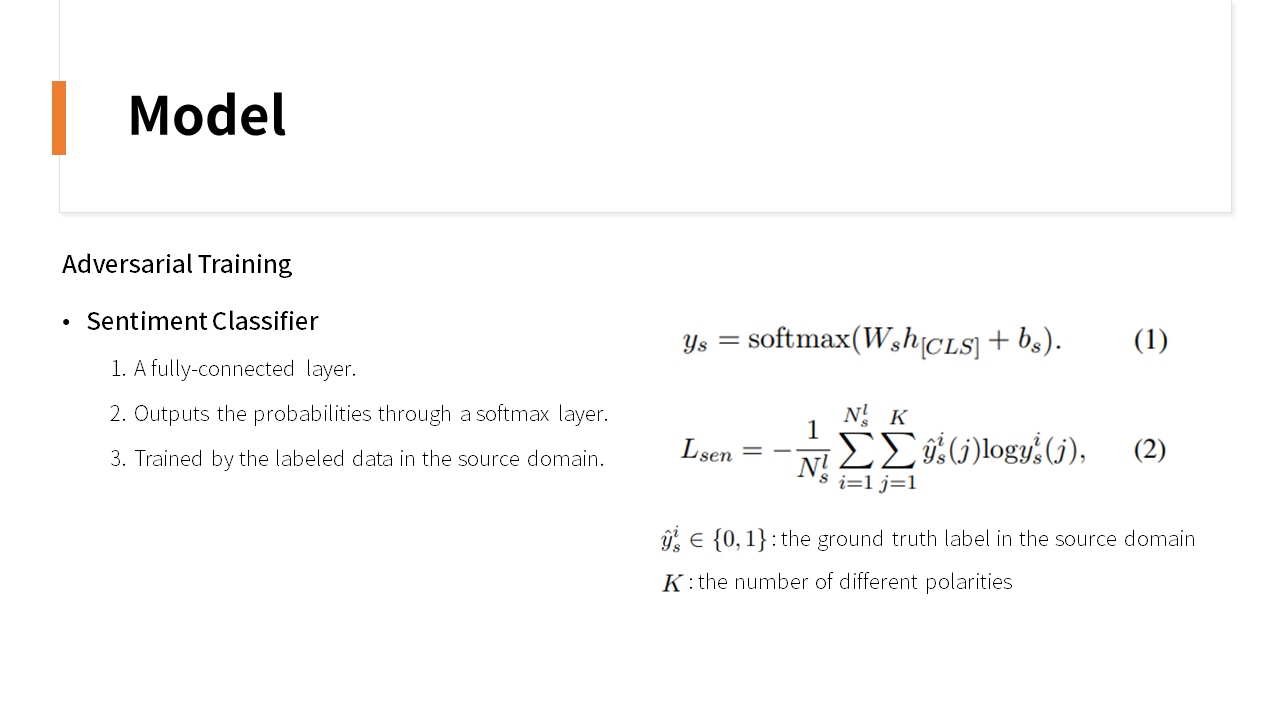 Model
Adversarial Training
• Sentiment Classifier
1. A fully-connected layer.
2. Outputs the probabilities through a softmax layer.
3. Trained by the labeled data in the source domain.
y_s = softmax(W_s h_{[CLS]} + b_s). (1)
L_{sen} = -\frac{1}{N_s^l} \sum_{i=1}^{N_s^l} \sum_{j=1}^{K} \hat{y}_s^i(j) log y_s^i(j), (2)
\hat{y}_s^i ∈ {0, 1} : the ground truth label in the source domain
K : the number of different polarities